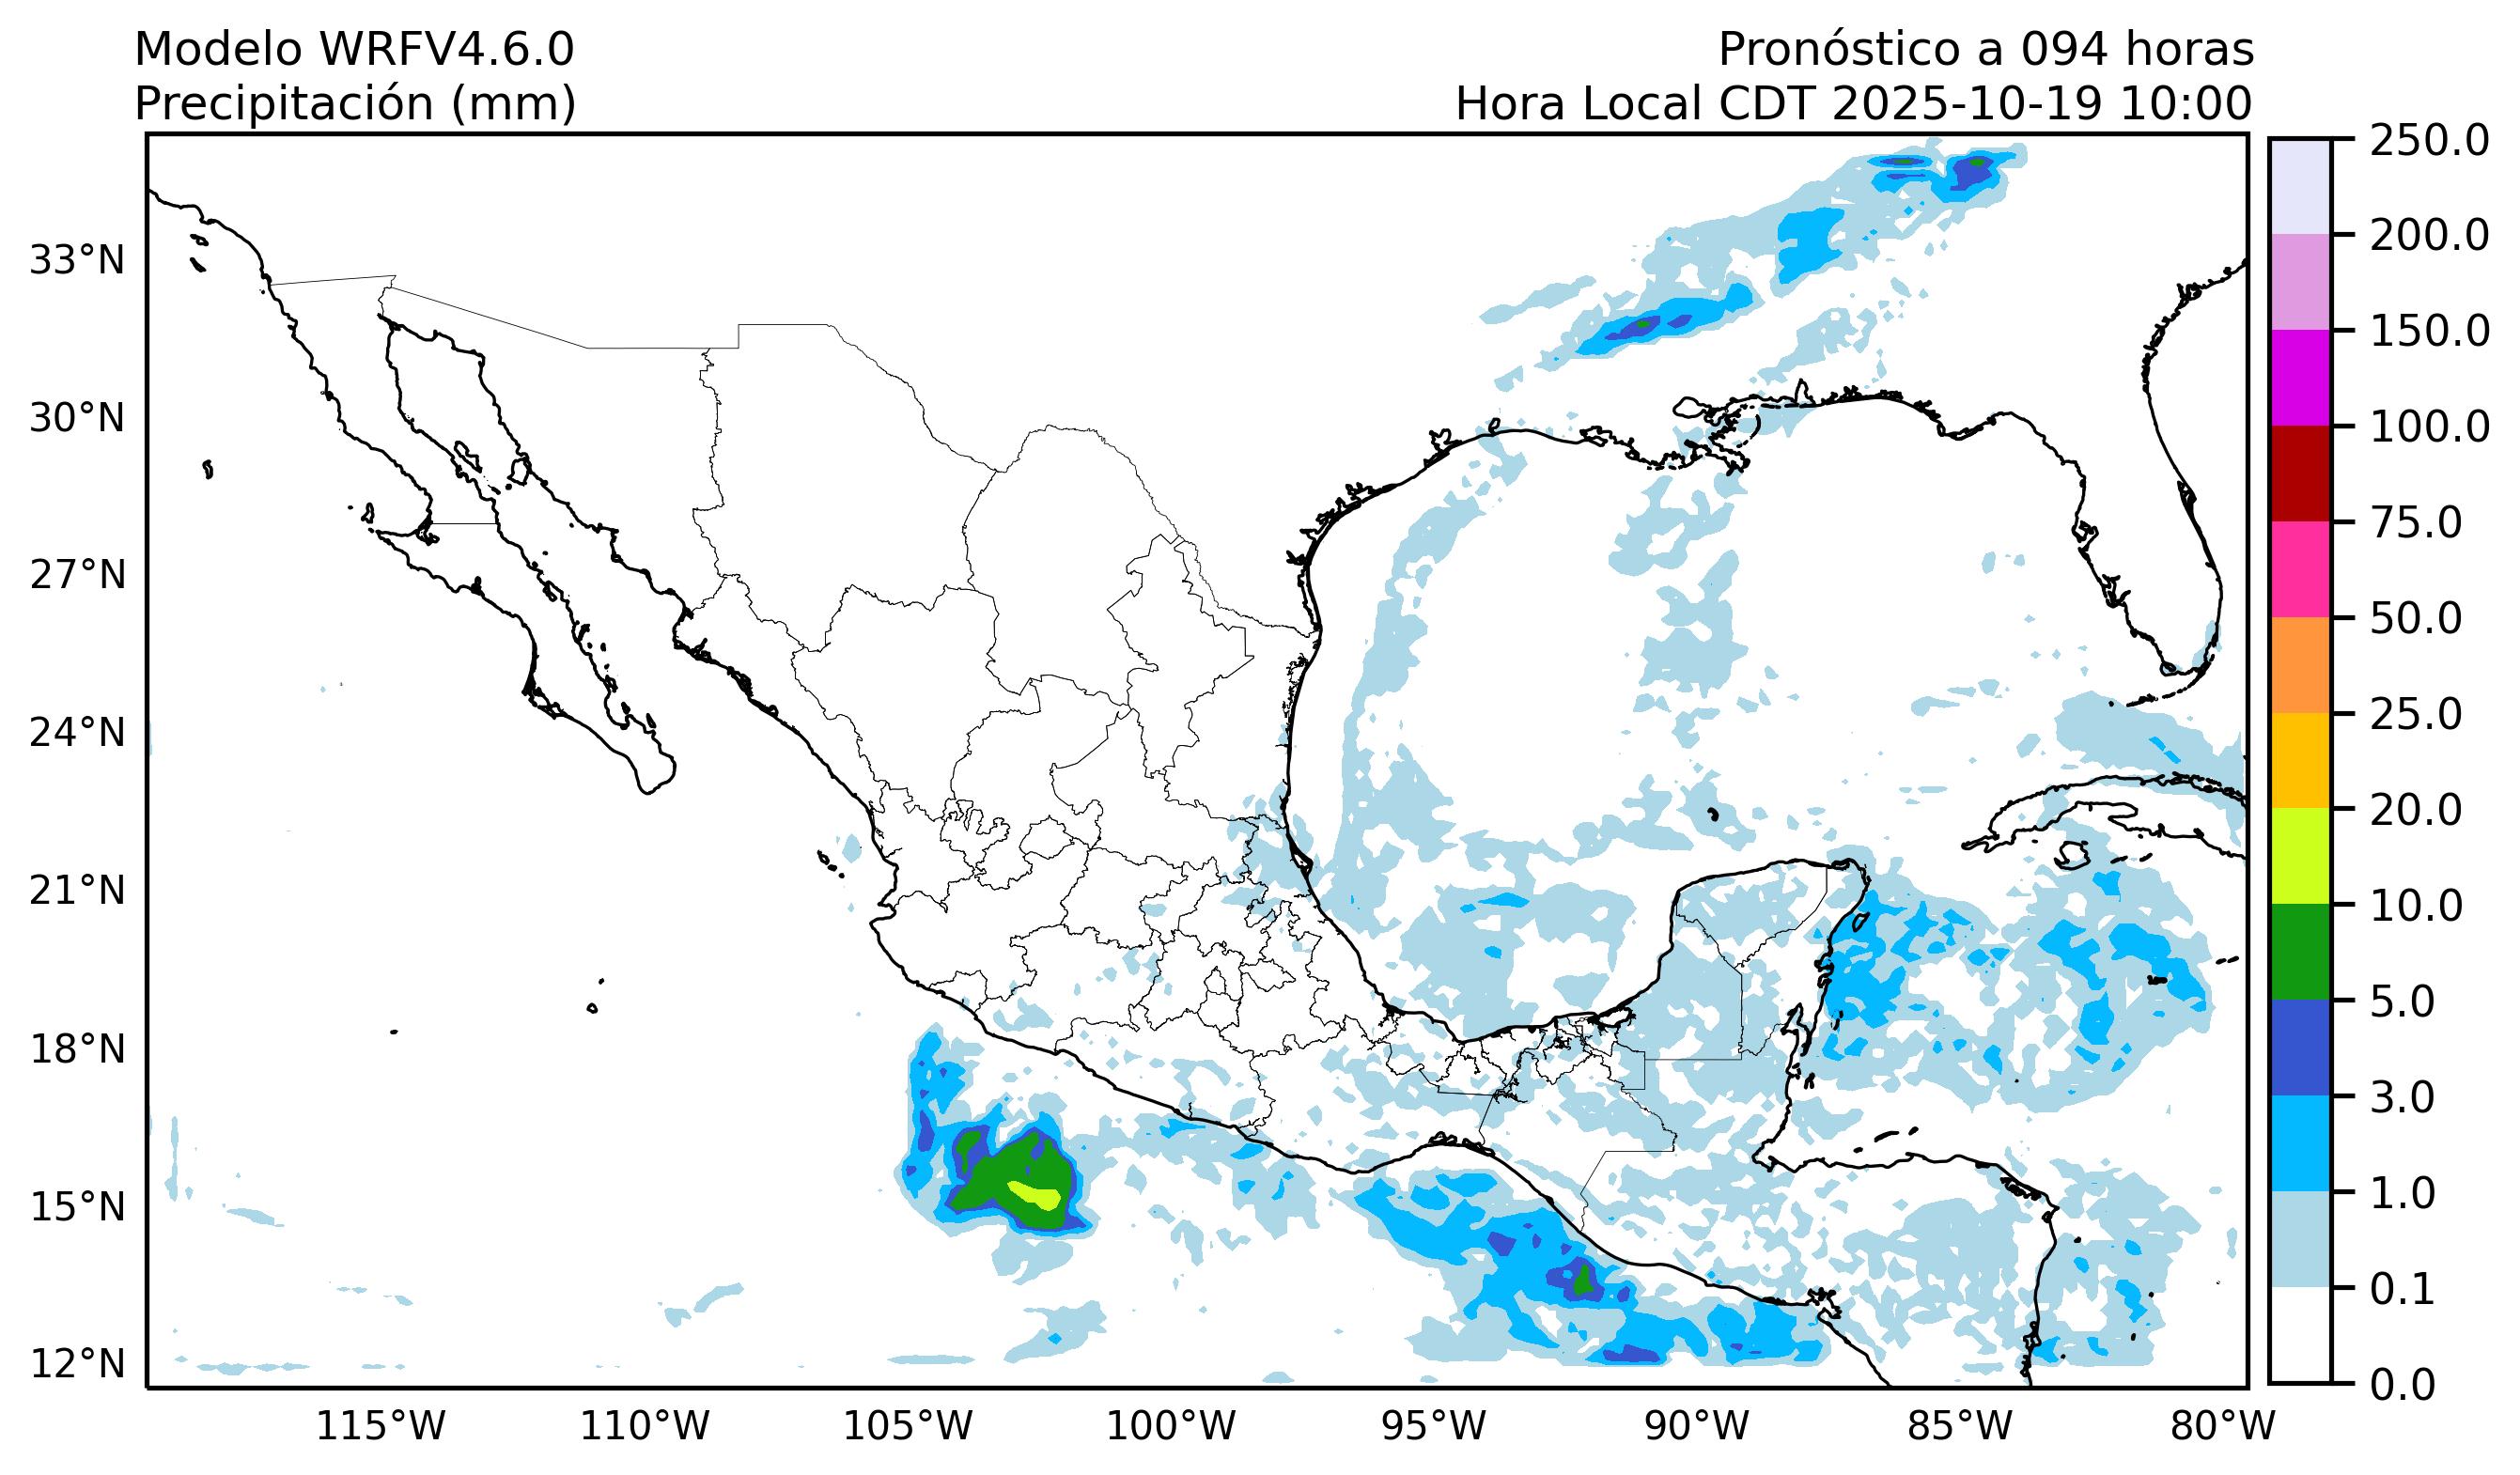 Modelo WRFV4.6.0
Precipitación (mm)
Pronóstico a 094 horas
Hora Local CDT 2025-10-19 10:00
33°N
30°N
27°N
24°N
21°N
18°N
15°N
12°N
115°W
110°W
105°W
100°W
95°W
90°W
85°W
80°W
250.0
200.0
150.0
100.0
75.0
50.0
25.0
20.0
10.0
5.0
3.0
1.0
0.1
0.0